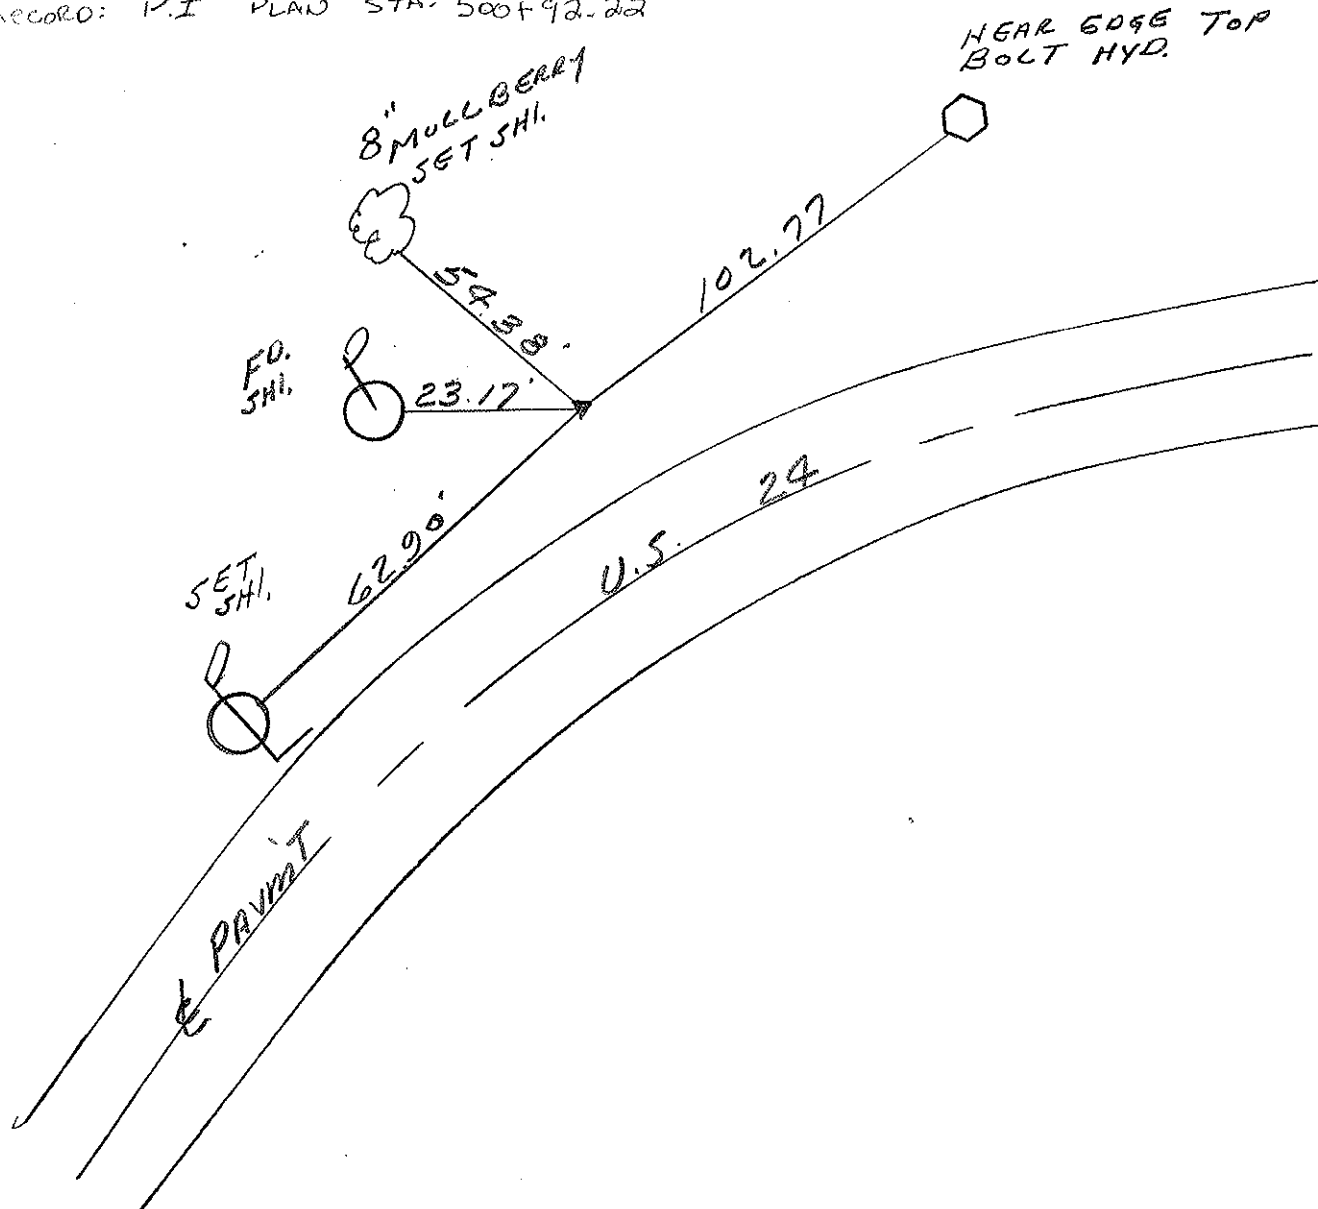 RECORD: P.I PLAN STA. 500+92.22
NEAR EDGE TOP
BOLT HYD.
8" MULLBERRY
SET SHI.
102.77
54.38'
FD.
SHI.
23.17'
62.90'
SET
SHI.
U.S. 24
℄ PAVM'T